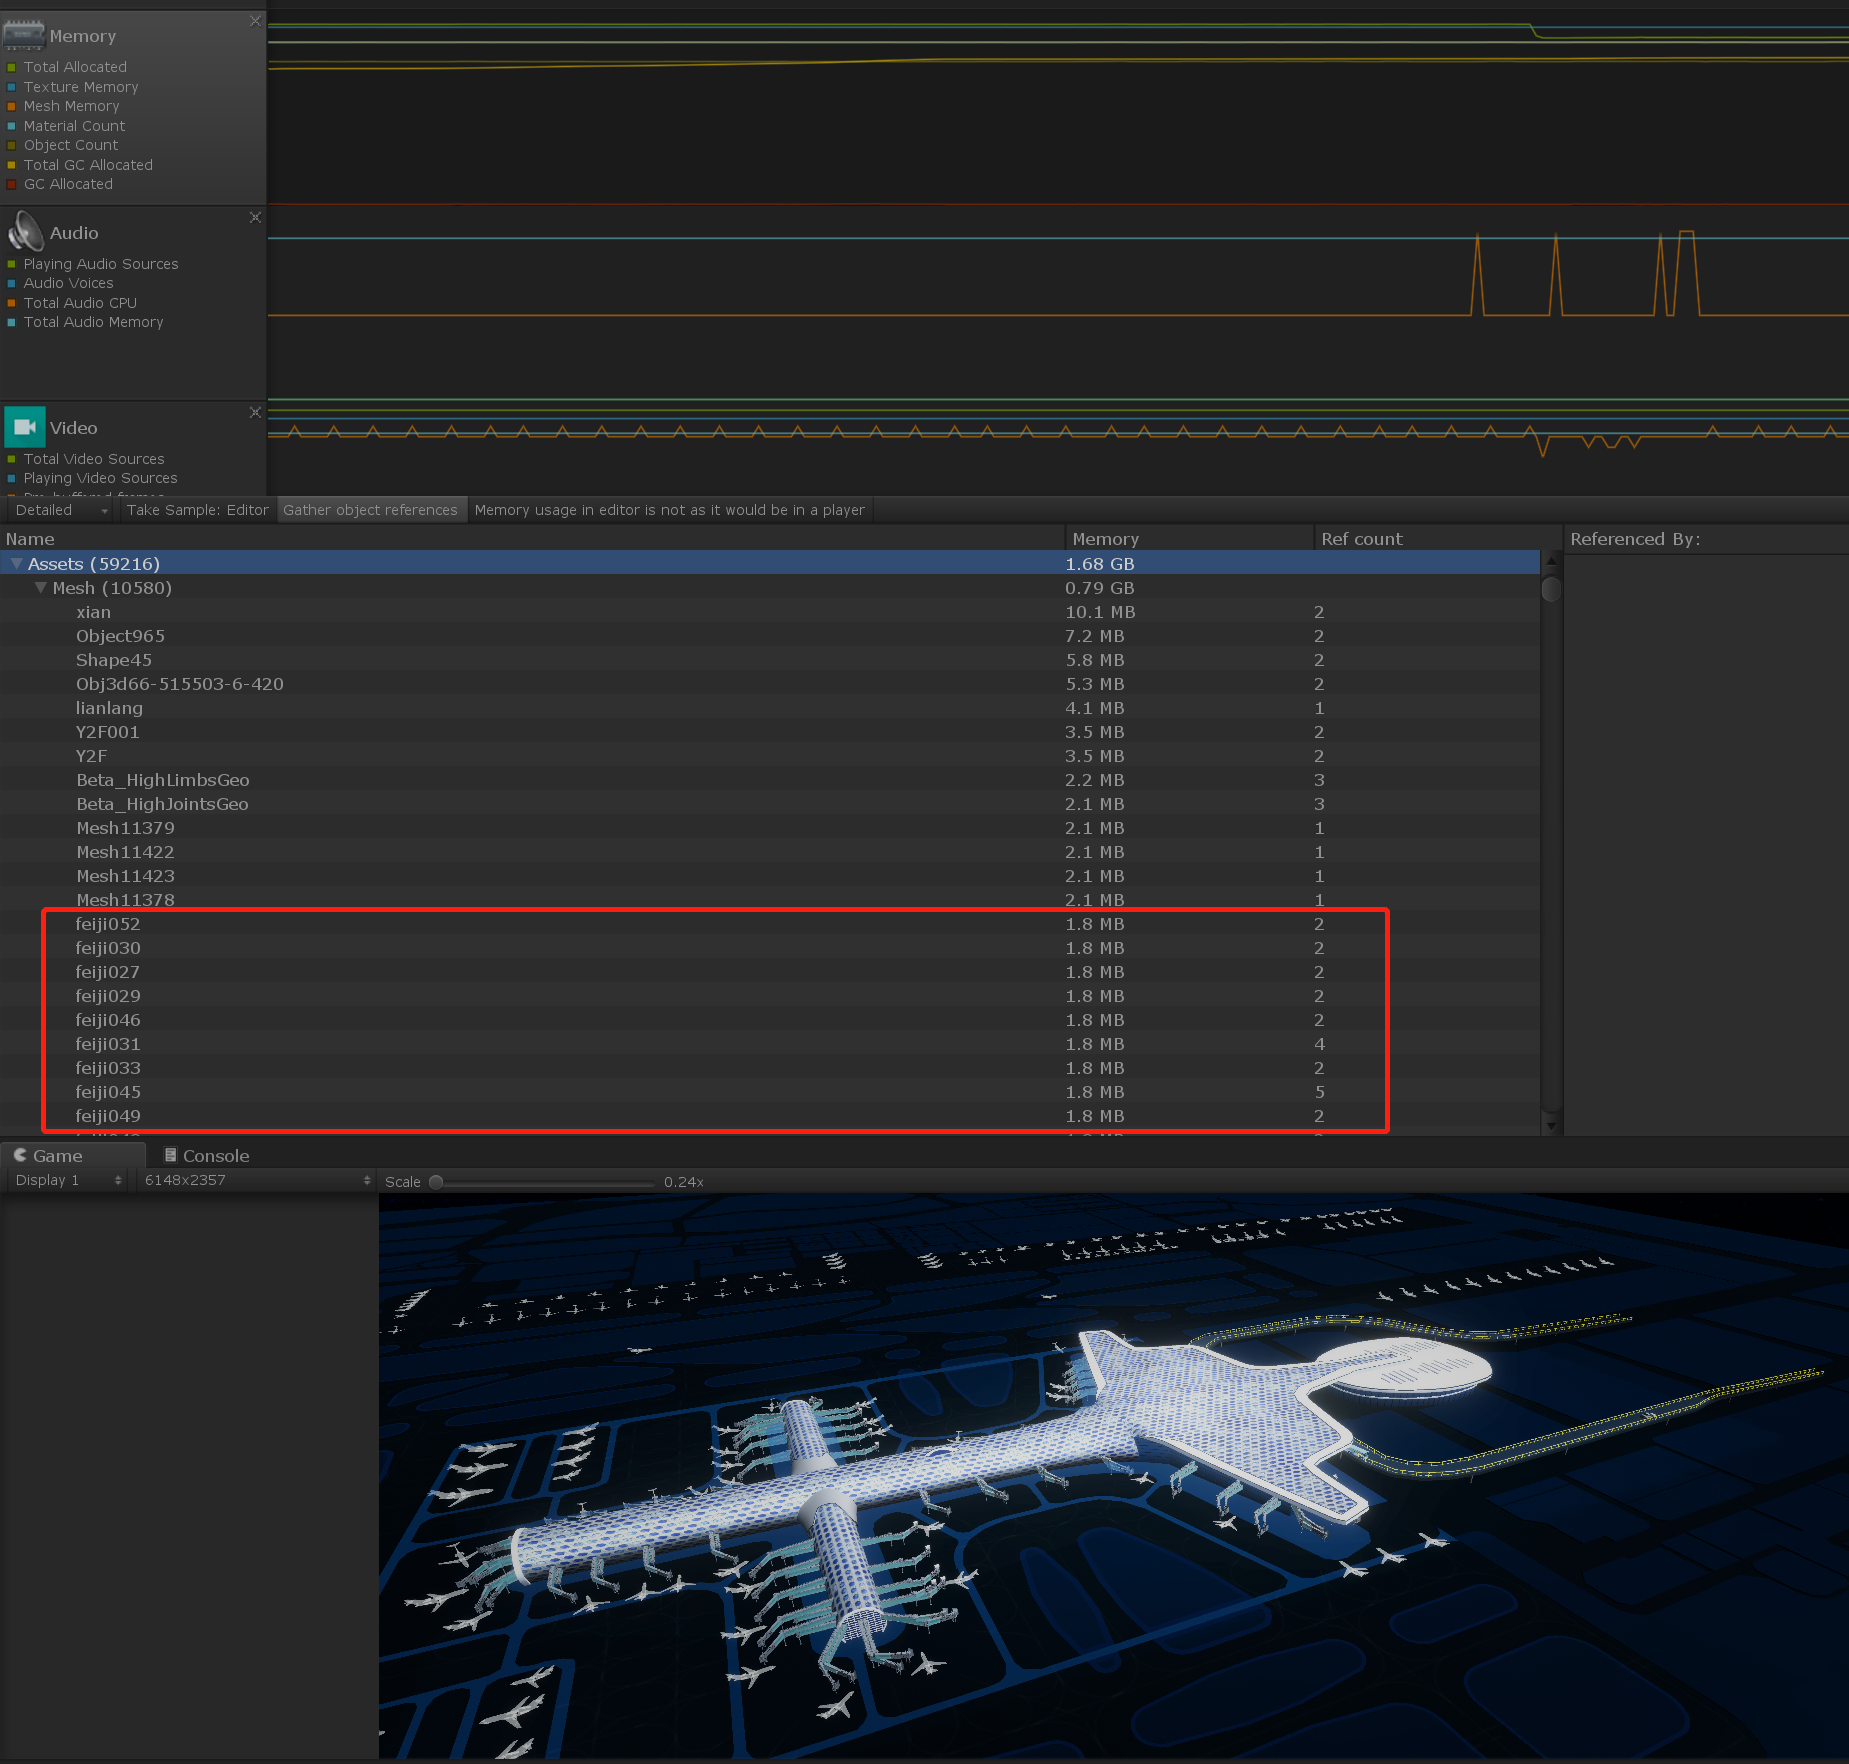 Memory
Total Allocated
Texture Memory
Mesh Memory
Material Count
Object Count
Total GC Allocated
GC Allocated
Audio
Playing Audio Sources
Audio Voices
Total Audio CPU
Total Audio Memory
Video
Total Video Sources
Playing Video Sources
Pre-buffered frames
Detailed Take Sample: Editor Gather object references Memory usage in editor is not as it would be in a player
Name Memory Ref count Referenced By:
Assets (59216) 1.68 GB
Mesh (10580) 0.79 GB
xian 10.1 MB 2
Object965 7.2 MB 2
Shape45 5.8 MB 2
Obj3d66-515503-6-420 5.3 MB 2
lianlang 4.1 MB 1
Y2F001 3.5 MB 2
Y2F 3.5 MB 2
Beta_HighLimbsGeo 2.2 MB 3
Beta_HighJointsGeo 2.1 MB 3
Mesh11379 2.1 MB 1
Mesh11422 2.1 MB 1
Mesh11423 2.1 MB 1
Mesh11378 2.1 MB 1
feiji052 1.8 MB 2
feiji030 1.8 MB 2
feiji027 1.8 MB 2
feiji029 1.8 MB 2
feiji046 1.8 MB 2
feiji031 1.8 MB 4
feiji033 1.8 MB 2
feiji045 1.8 MB 5
feiji049 1.8 MB 2
Game Console
Display 1 6148x2357 Scale 0.24x